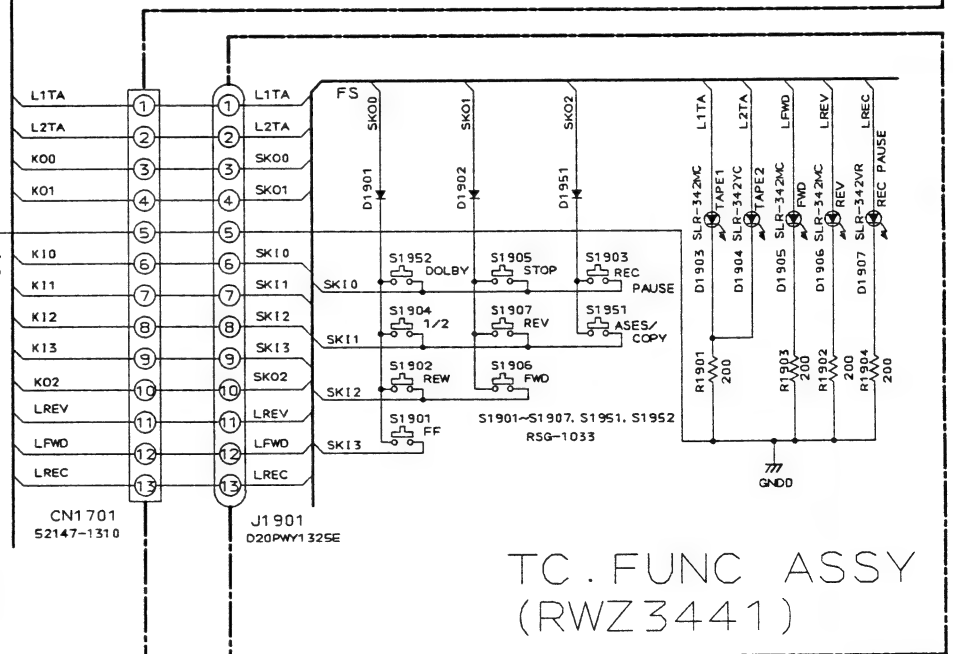 L1TA
L2TA
K00
K01
KI0
KI1
KI2
KI3
K02
LREV
LFWD
LREC
1
2
3
4
5
6
7
8
9
10
11
12
13
CN1701
52147-1310
1
2
3
4
5
6
7
8
9
10
11
12
13
J1901
D20PWY1325E
L1TA
L2TA
SK00
SK01
SKI0
SKI1
SKI2
SKI3
SK02
LREV
LFWD
LREC
FS
SK00
SK01
SK02
D1901
D1902
D1951
L1TA
L2TA
LFWD
LREV
LREC
D1903 SLR-342MC
TAPE1
D1904 SLR-342YC
TAPE2
D1905 SLR-342MC
FWD
D1906 SLR-342MC
REV
D1907 SLR-342VR
REC PAUSE
SKI0
S1952
DOLBY
S1905
STOP
S1903
REC
PAUSE
SKI1
S1904
1/2
S1907
REV
S1951
ASES/
COPY
SKI2
S1902
REW
S1906
FWD
SKI3
S1901
FF
S1901~S1907, S1951, S1952
RSG-1033
R1901
200
R1903
200
R1902
200
R1904
200
GNDD
TC.FUNC ASSY
(RWZ3441)